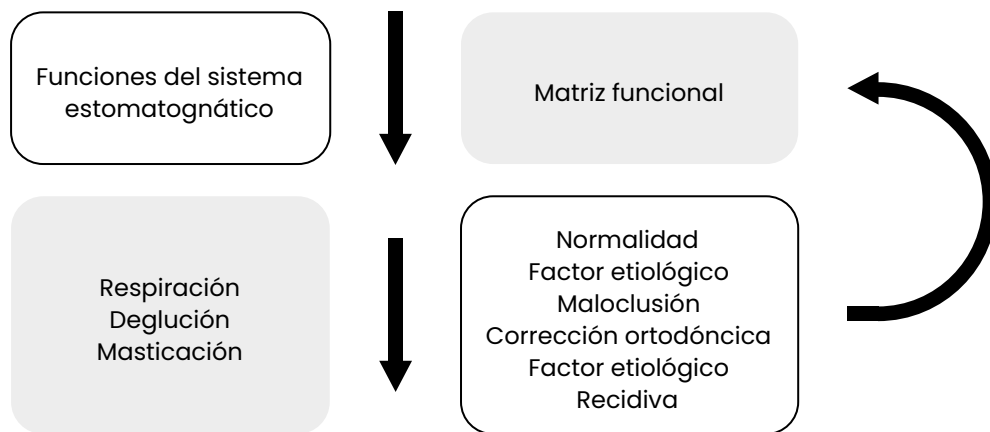 Funciones del sistema
estomatognático
Matriz funcional
Respiración
Deglución
Masticación
Normalidad
Factor etiológico
Maloclusión
Corrección ortodóncica
Factor etiológico
Recidiva